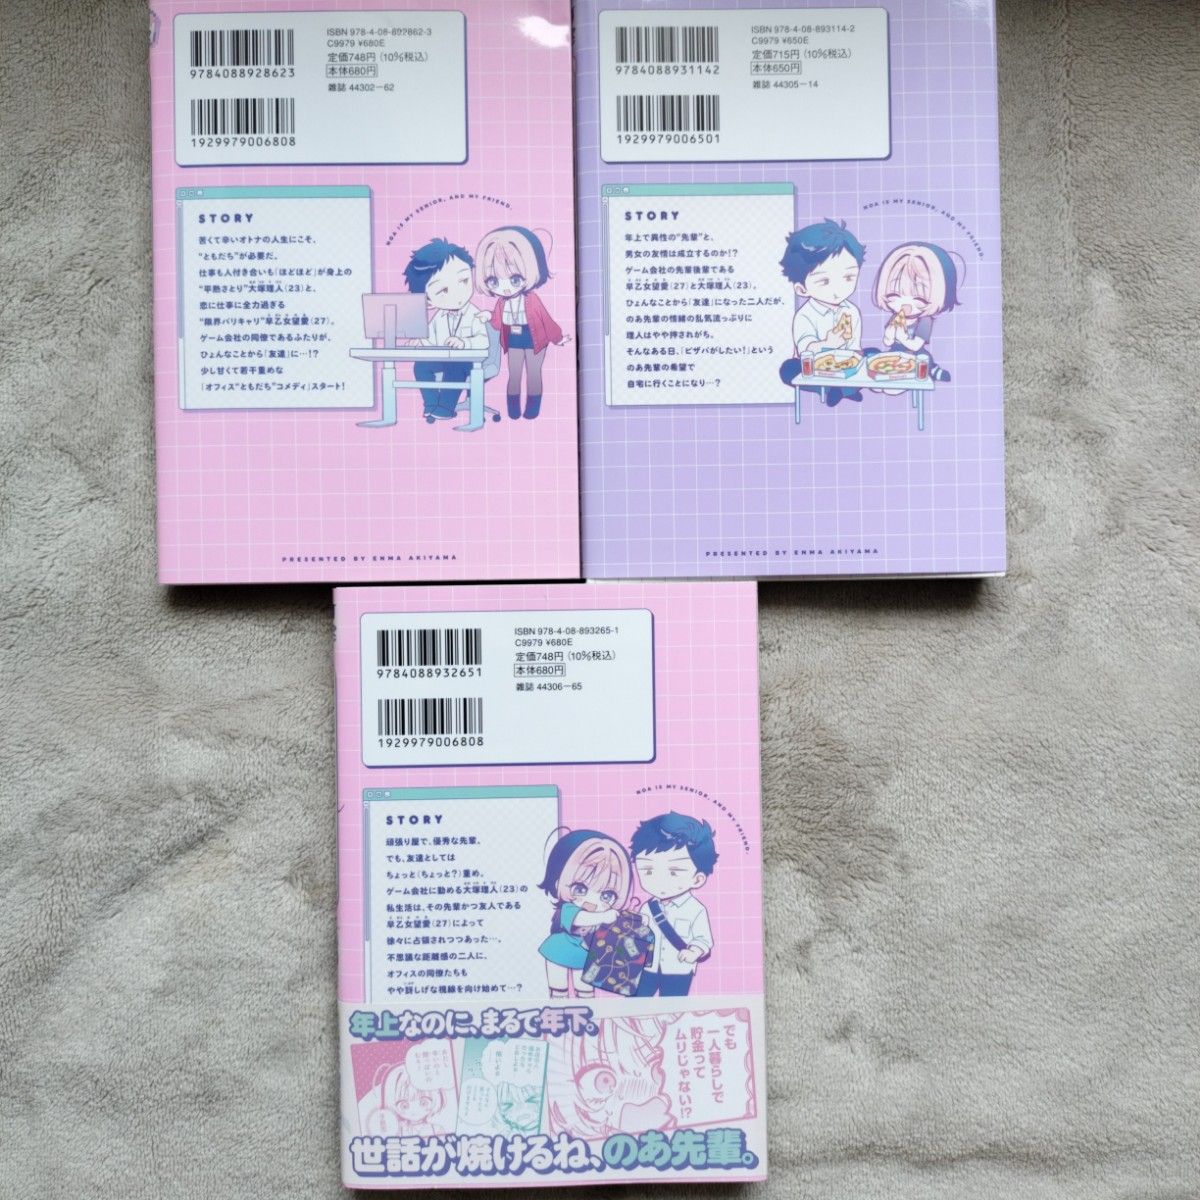 9784088928623
1929979006808
ISBN 978-4-08-892862-3
C9979 ¥680E
定価748円(10%税込)
本体680円
雑誌 44302-62
STORY
苦くて辛いオトナの人生にこそ、
“ともだち”が必要だ。
仕事も人付き合いも「ほどほど」が身上の
“平熱さとり”大塚理人(23)と、
恋に仕事に全力過ぎる
“限界バリキャリ”早乙女望愛(27)。
ゲーム会社の同僚であるふたりが、
ひょんなことから「友達」に…!?
少し甘くて若干重めな
「オフィス“ともだち”コメディ」スタート!
NOA IS MY SENIOR, AND MY FRIEND.
PRESENTED BY ENMA AKIYAMA
9784088931142
1929979006501
ISBN 978-4-08-893114-2
C9979 ¥650E
定価715円(10%税込)
本体650円
雑誌 44305-14
STORY
年上で異性の“先輩”と、
男女の友情は成立するのか!?
ゲーム会社の先輩後輩である
早乙女望愛(27)と大塚理人(23)。
ひょんなことから「友達」になった二人だが、
のあ先輩の情緒の乱気流っぷりに
理人はやや押されがち。
そんなある日、「ピザパがしたい!」という
のあ先輩の希望で
自宅に行くことになり…?
NOA IS MY SENIOR, AND MY FRIEND.
PRESENTED BY ENMA AKIYAMA
9784088932651
1929979006808
ISBN 978-4-08-893265-1
C9979 ¥680E
定価748円(10%税込)
本体680円
雑誌 44306-65
STORY
頑張り屋で、優秀な先輩。
でも、友達としては
ちょっと(ちょっと?)重め。
ゲーム会社に勤める大塚理人(23)の
私生活は、その先輩かつ友人である
早乙女望愛(27)によって
徐々に占領されつつあった…。
不思議な距離感の二人に、
オフィスの同僚たちも
やや訝しげな視線を向け始めて…?
NOA IS MY SENIOR, AND MY FRIEND.
年上なのに、まるで年下。
でも
一人暮らしで
貯金って
ムリじゃない!?
世話が焼けるね、のあ先輩。